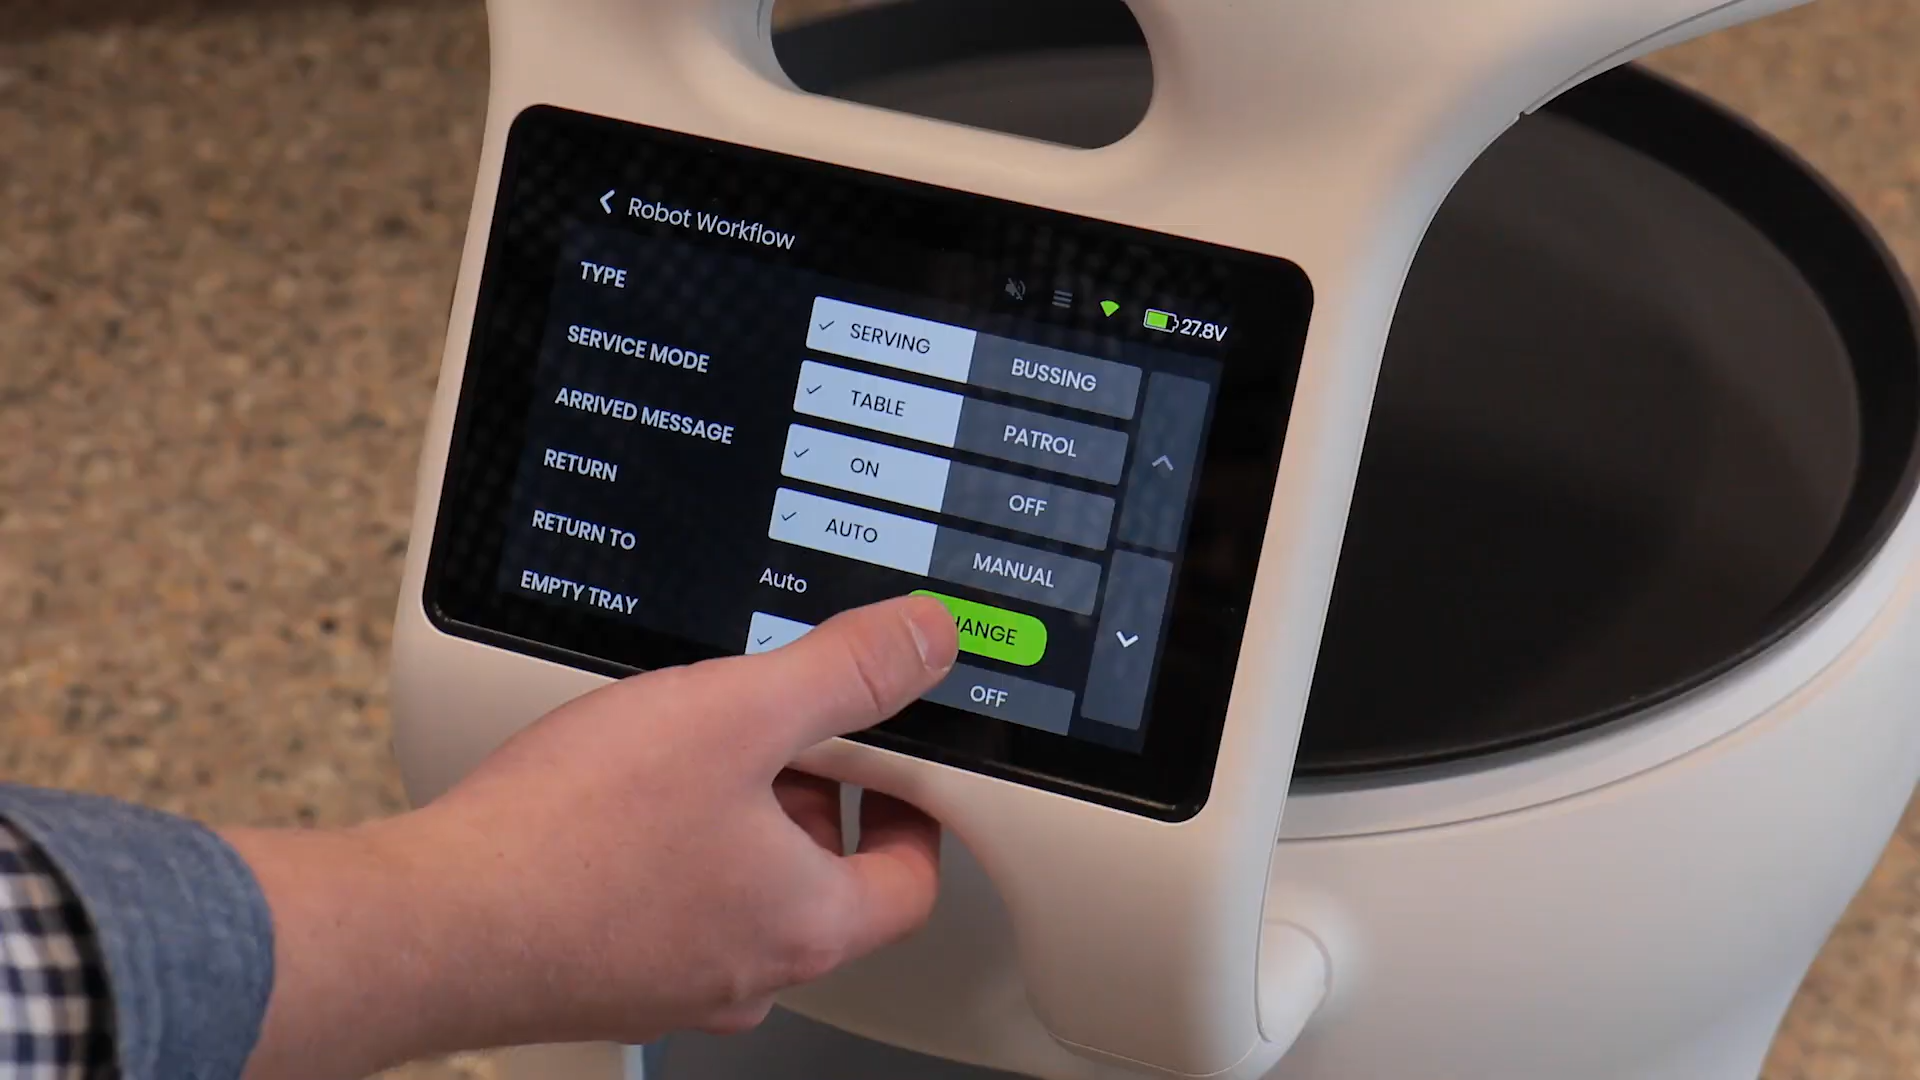 Robot Workflow
27.8V
TYPE
SERVING
BUSSING
SERVICE MODE
TABLE
PATROL
ARRIVED MESSAGE
ON
OFF
RETURN
AUTO
MANUAL
RETURN TO
Auto
HANGE
EMPTY TRAY
OFF